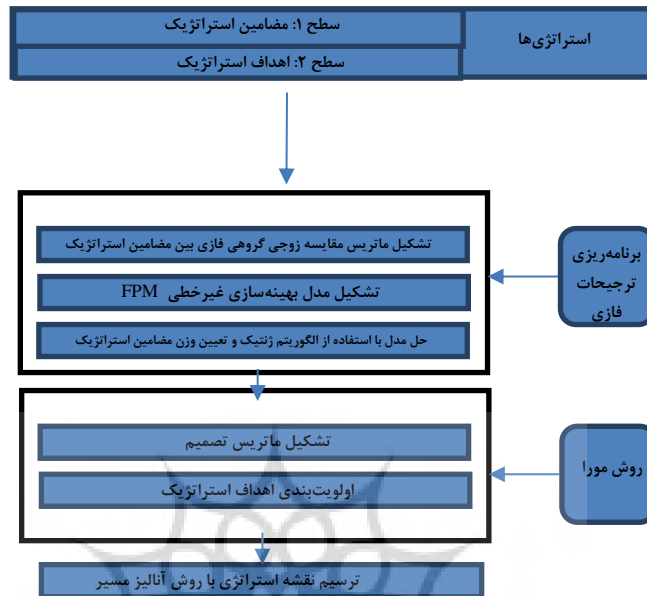 سطح ۱: مضامین استراتژیک
استراتژی‌ها
سطح ۲: اهداف استراتژیک
تشکیل ماتریس مقایسه زوجی گروهی فازی بین مضامین استراتژیک
تشکیل مدل بهینه‌سازی غیرخطی FPM
حل مدل با استفاده از الگوریتم ژنتیک و تعیین وزن مضامین استراتژیک
برنامه‌ریزی
ترجیحات
فازی
تشکیل ماتریس تصمیم
اولویت‌بندی اهداف استراتژیک
روش مورا
ترسیم نقشه استراتژی با روش آنالیز مسیر